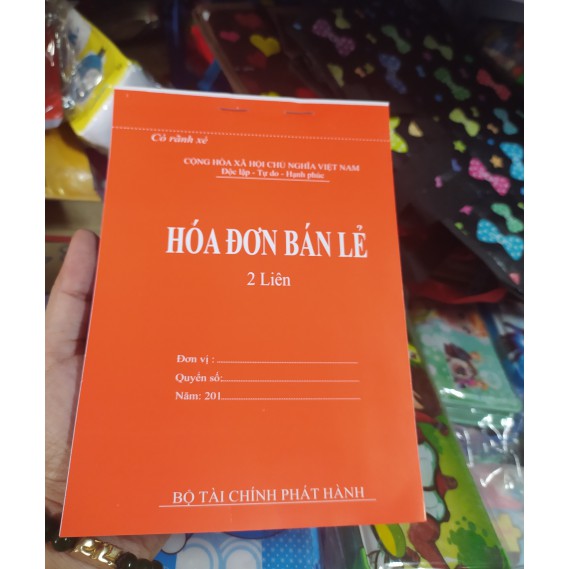 Có rãnh xé
CỘNG HÒA XÃ HỘI CHỦ NGHĨA VIỆT NAM
Độc lập - Tự do - Hạnh phúc
HÓA ĐƠN BÁN LẺ
2 Liên
Đơn vị :
Quyển số:
Năm: 201
BỘ TÀI CHÍNH PHÁT HÀNH